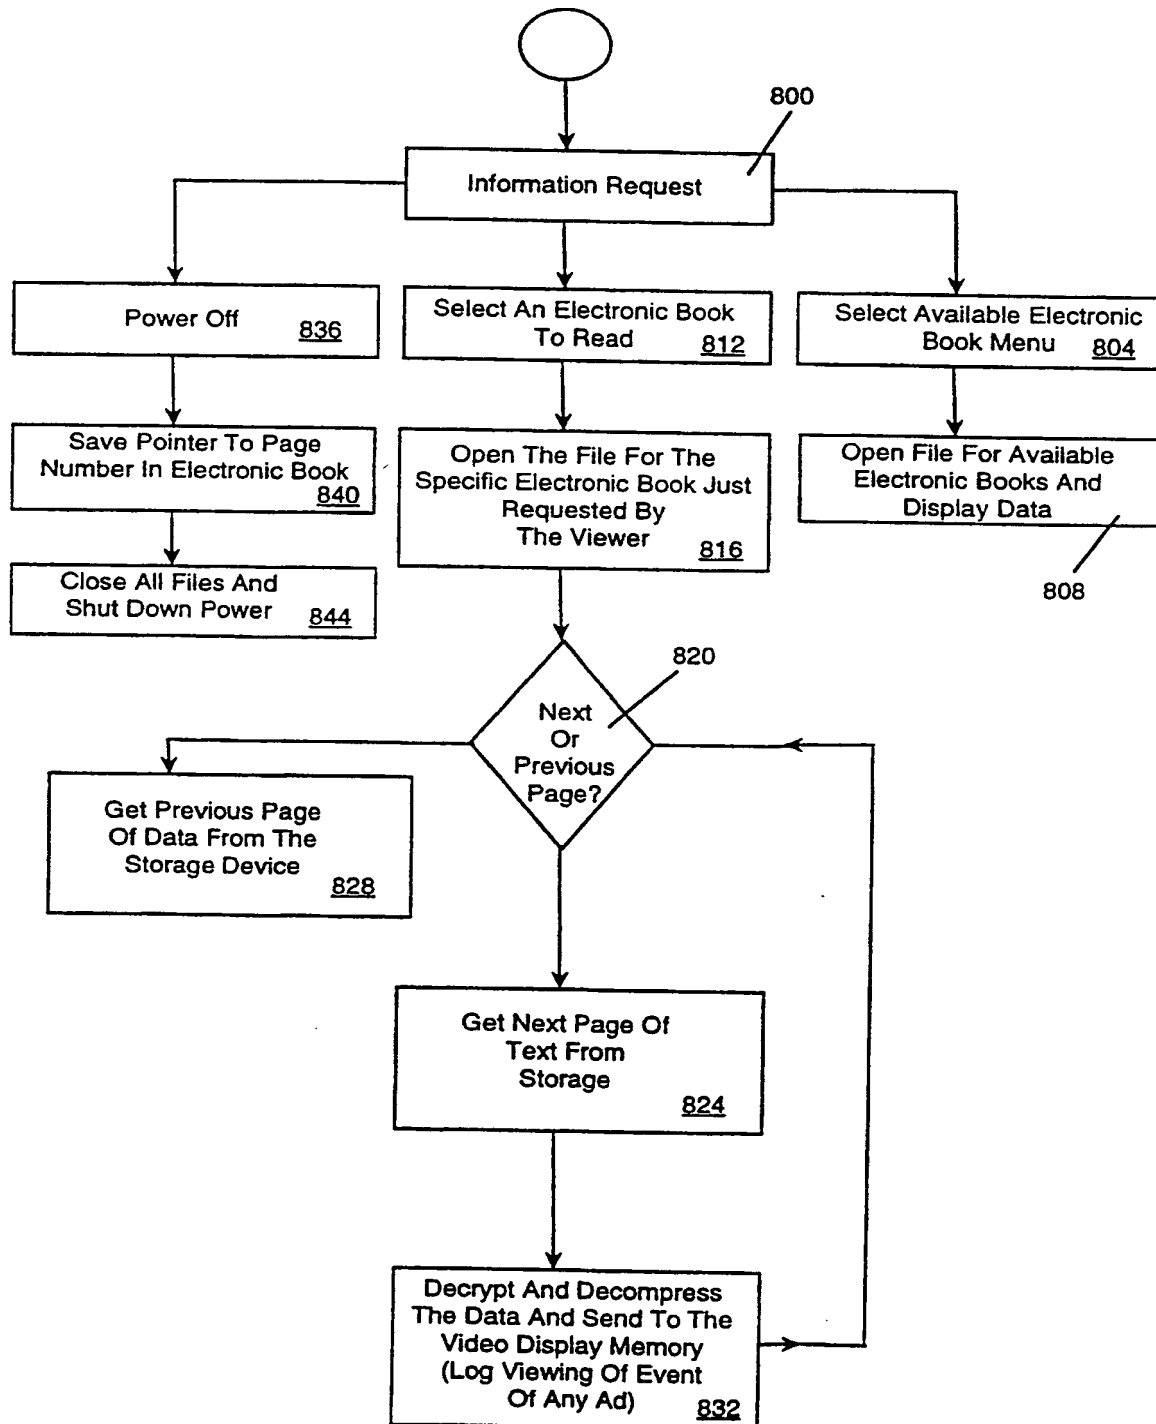 800
Information Request
Power Off
836
Select An Electronic Book
To Read
812
Select Available Electronic
Book Menu
804
Save Pointer To Page
Number In Electronic Book
840
Open The File For The
Specific Electronic Book Just
Requested By
The Viewer
816
Open File For Available
Electronic Books And
Display Data
808
Close All Files And
Shut Down Power
844
820
Next
Or
Previous
Page?
Get Previous Page
Of Data From The
Storage Device
828
Get Next Page Of
Text From
Storage
824
Decrypt And Decompress
The Data And Send To The
Video Display Memory
(Log Viewing Of Event
Of Any Ad)
832